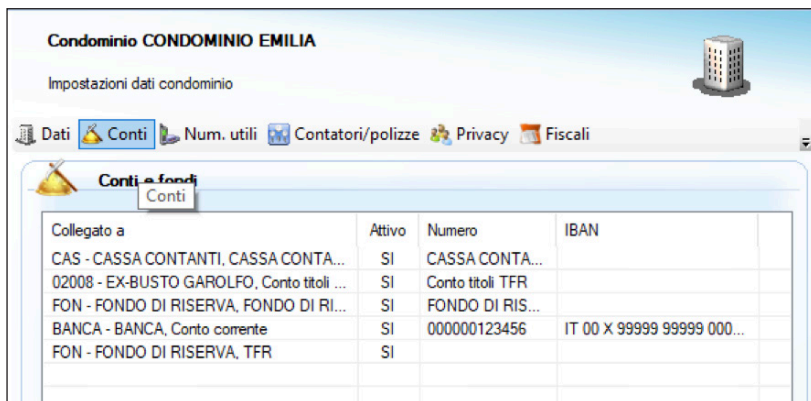 Condominio CONDOMINIO EMILIA
Impostazioni dati condominio
Dati Conti Num. utili Contatori/polizze Privacy Fiscali
Conti e fondi
Conti
Collegato a Attivo Numero IBAN
CAS - CASSA CONTANTI, CASSA CONTA... SI CASSA CONTA...
02008 - EX-BUSTO GAROLFO, Conto titoli ... SI Conto titoli TFR
FON - FONDO DI RISERVA, FONDO DI RI... SI FONDO DI RIS...
BANCA - BANCA, Conto corrente SI 000000123456 IT 00 X 99999 99999 000...
FON - FONDO DI RISERVA, TFR SI